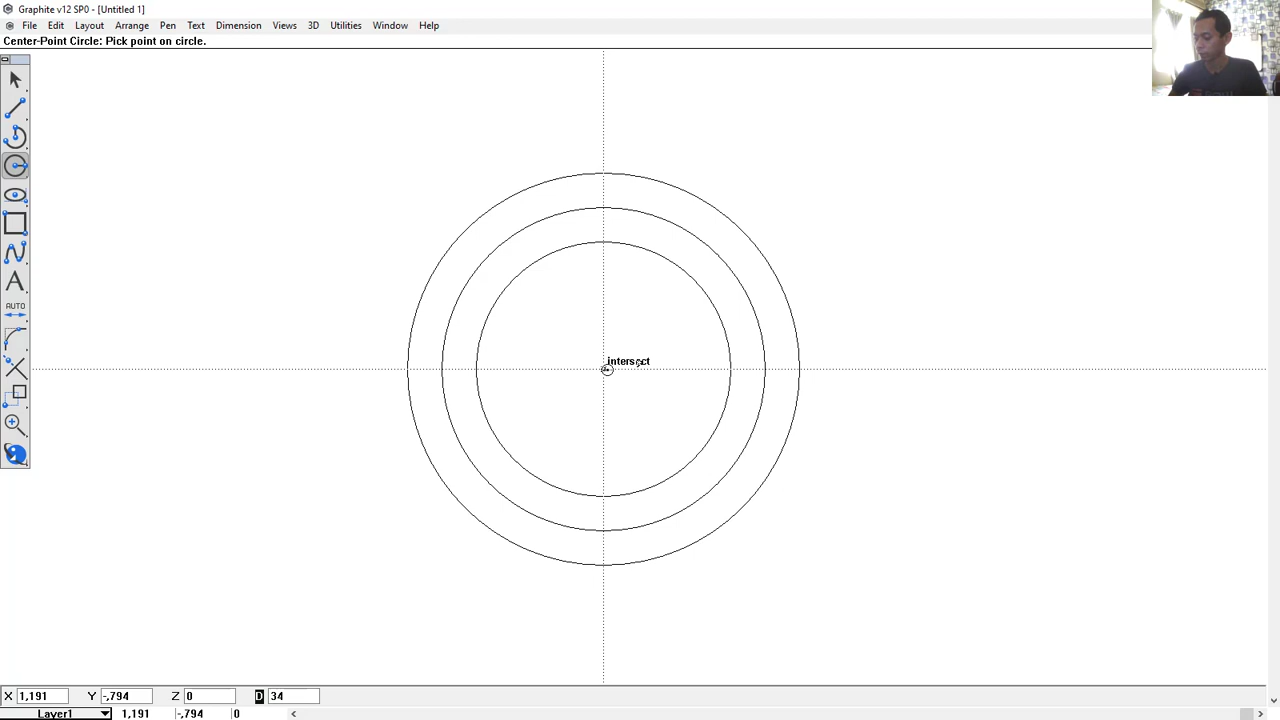 Graphite v12 SP0 - [Untitled 1]
File Edit Layout Arrange Pen Text Dimension Views 3D Utilities Window Help
Center-Point Circle: Pick point on circle.
A
AUTO
intersect
X 1,191 Y -,794 Z 0 D 34
Layer1 1,191 -,794 0